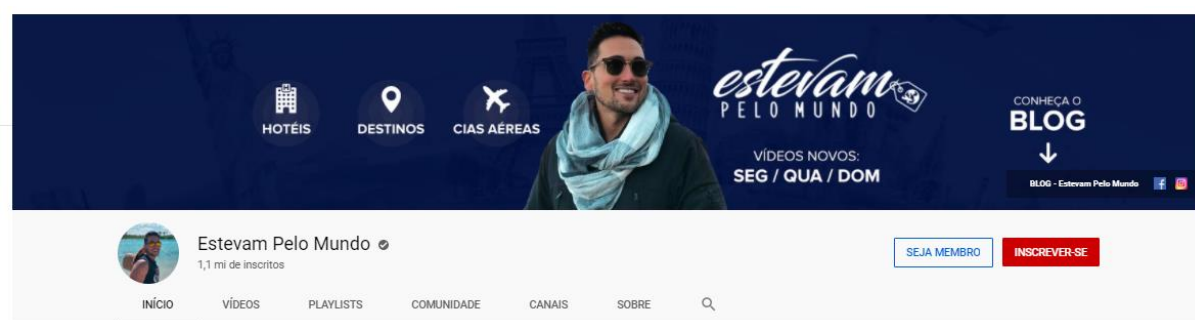 HOTÉIS
DESTINOS
CIAS AÉREAS
estevam
PELO MUNDO
VÍDEOS NOVOS:
SEG / QUA / DOM
CONHEÇA O
BLOG
BLOG - Estevam Pelo Mundo
Estevam Pelo Mundo
1,1 mi de inscritos
SEJA MEMBRO
INSCREVER-SE
INÍCIO
VÍDEOS
PLAYLISTS
COMUNIDADE
CANAIS
SOBRE